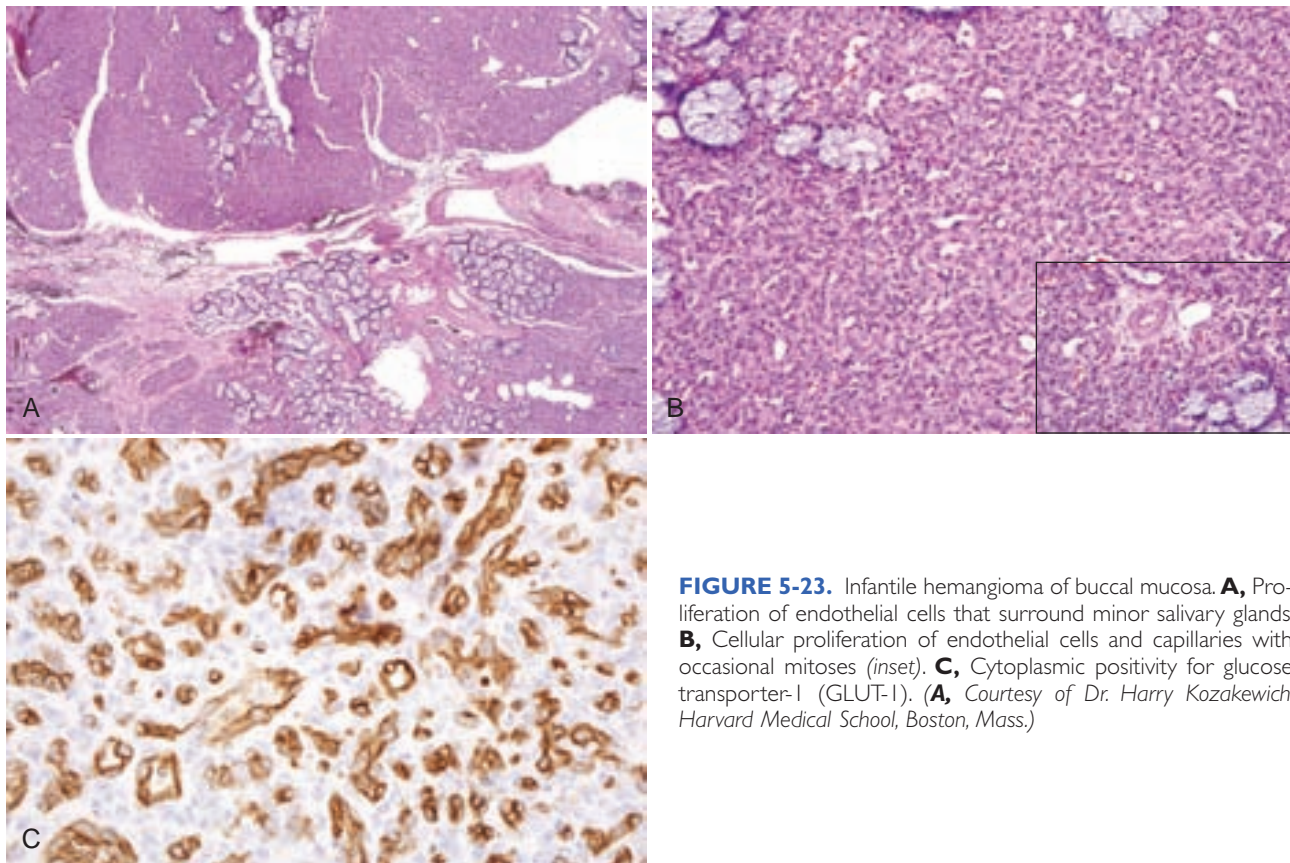 A
B
C
FIGURE 5-23. Infantile hemangioma of buccal mucosa. A, Pro-
liferation of endothelial cells that surround minor salivary glands
B, Cellular proliferation of endothelial cells and capillaries with
occasional mitoses (inset). C, Cytoplasmic positivity for glucose
transporter-1 (GLUT-1). (A, Courtesy of Dr. Harry Kozakewich
Harvard Medical School, Boston, Mass.)